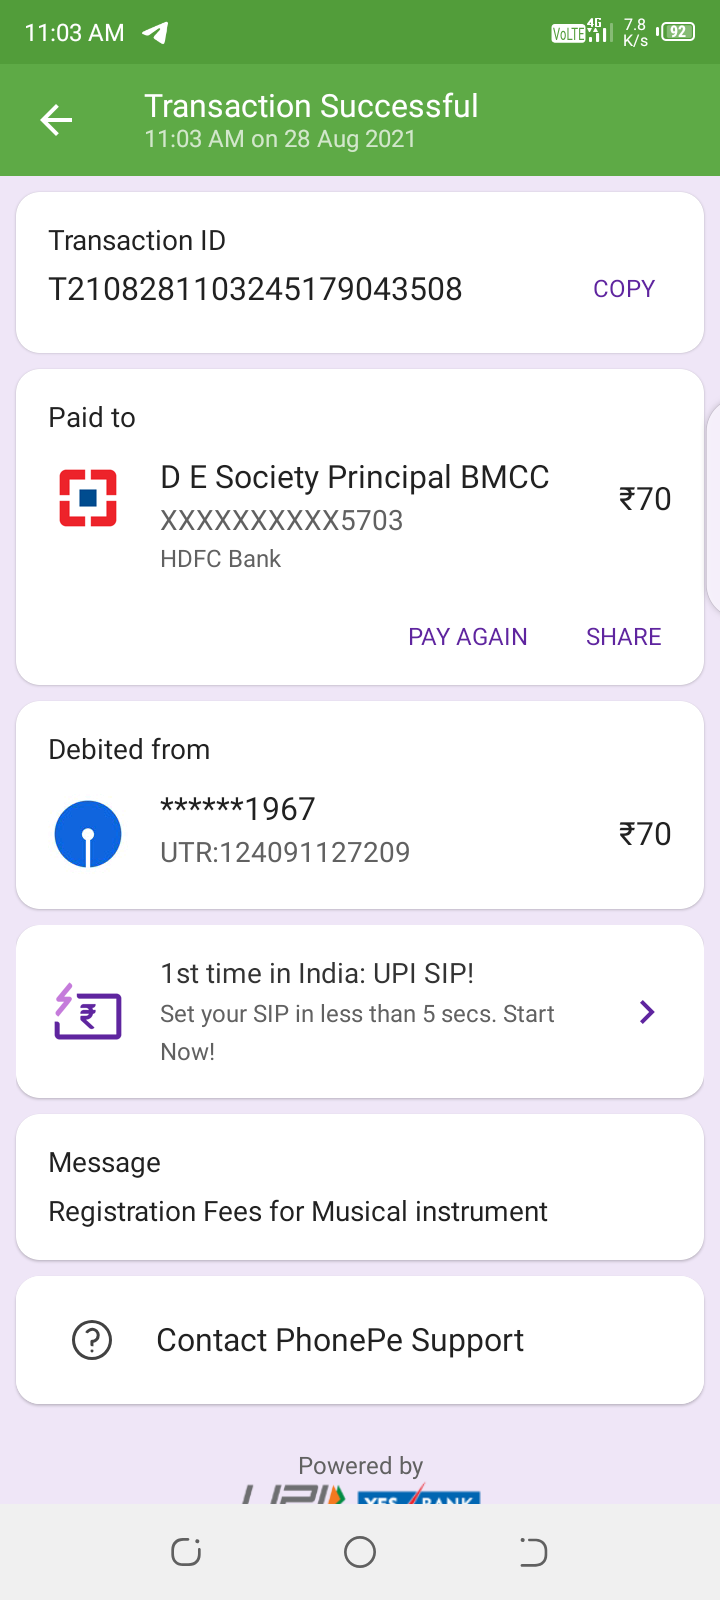 11:03 AM
VoLTE 4G 7.8 K/s 92
Transaction Successful
11:03 AM on 28 Aug 2021
Transaction ID
T2108281103245179043508 COPY
Paid to
D E Society Principal BMCC ₹70
XXXXXXXXXX5703
HDFC Bank
PAY AGAIN SHARE
Debited from
******1967 ₹70
UTR:124091127209
1st time in India: UPI SIP!
Set your SIP in less than 5 secs. Start
Now!
Message
Registration Fees for Musical instrument
Contact PhonePe Support
Powered by
UPI YES BANK